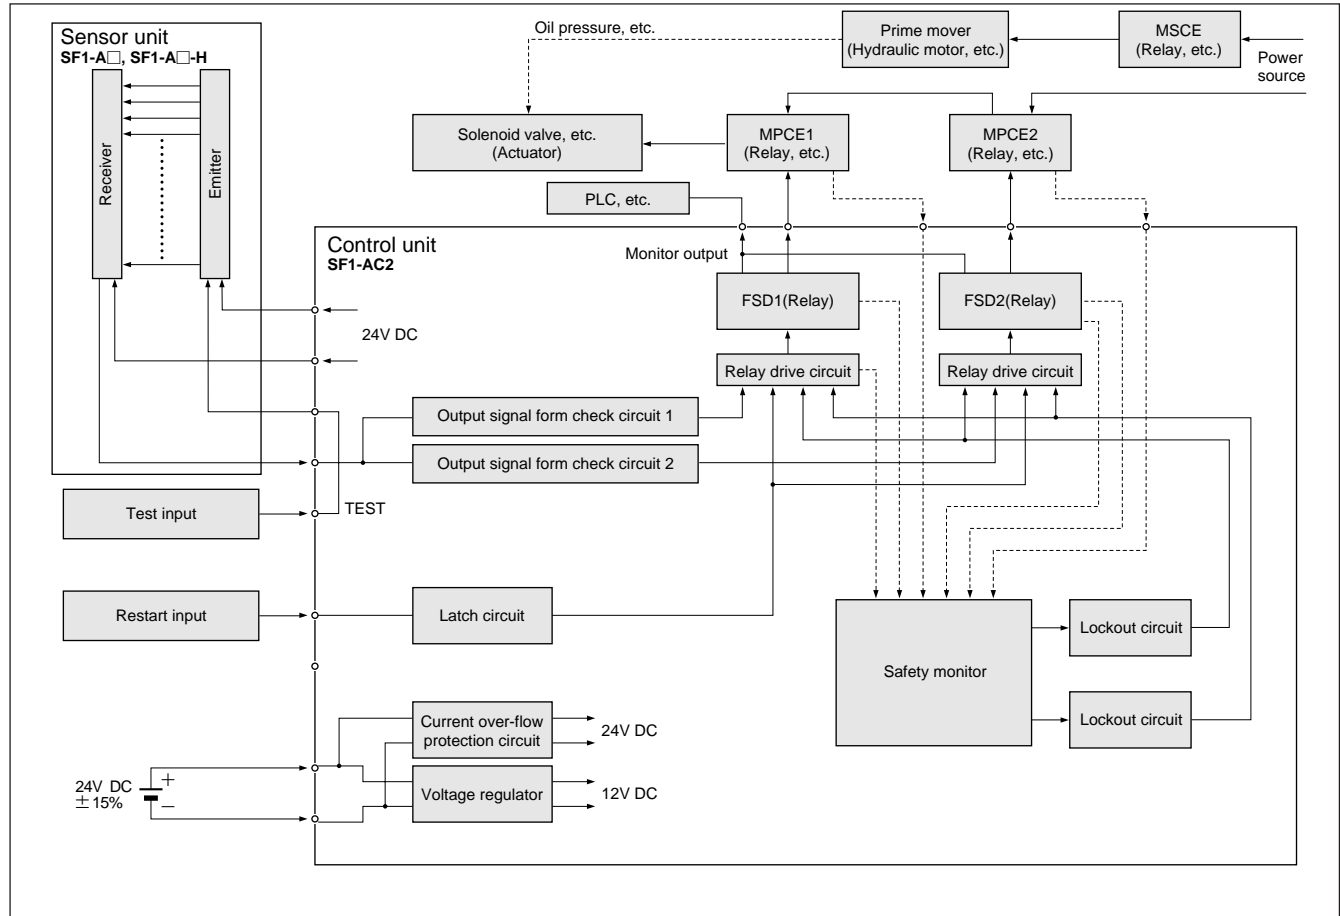 Sensor unit
SF1-A□, SF1-A□-H
Receiver
Emitter
Oil pressure, etc.
Prime mover
(Hydraulic motor, etc.)
MSCE
(Relay, etc.)
Power
source
Solenoid valve, etc.
(Actuator)
MPCE1
(Relay, etc.)
MPCE2
(Relay, etc.)
PLC, etc.
Control unit
SF1-AC2
Monitor output
FSD1(Relay)
FSD2(Relay)
24V DC
Relay drive circuit
Relay drive circuit
Output signal form check circuit 1
Output signal form check circuit 2
Test input
TEST
Restart input
Latch circuit
Safety monitor
Lockout circuit
Lockout circuit
Current over-flow
protection circuit
24V DC
24V DC
±15%
+
−
Voltage regulator
12V DC